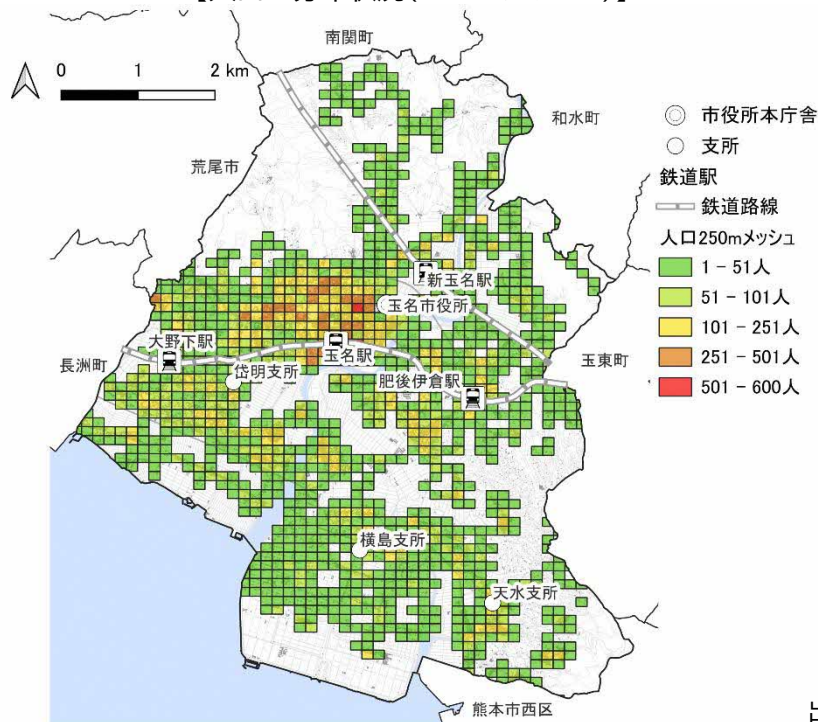 南関町
0 1 2 km
和水町
荒尾市
市役所本庁舎
支所
鉄道駅
鉄道路線
人口250mメッシュ
1 － 51人
51 － 101人
101 － 251人
251 － 501人
501 － 600人
新玉名駅
玉名市役所
大野下駅
玉名駅
長洲町
岱明支所
肥後伊倉駅
玉東町
横島支所
天水支所
熊本市西区